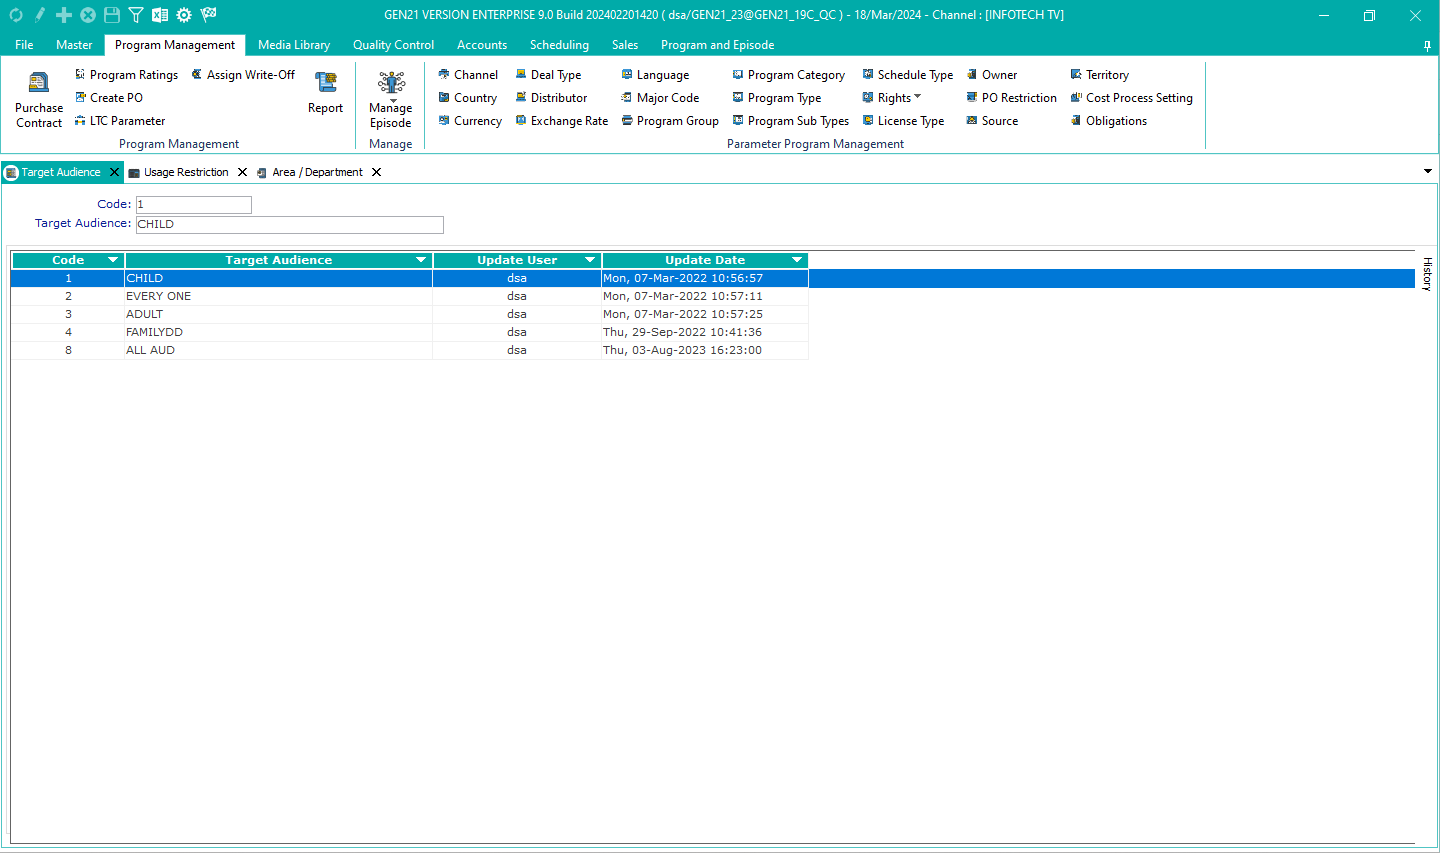 GEN21 VERSION ENTERPRISE 9.0 Build 202402201420 ( dsa/GEN21_23@GEN21_19C_QC ) - 18/Mar/2024 - Channel : [INFOTECH TV]
File Master Program Management Media Library Quality Control Accounts Scheduling Sales Program and Episode
Purchase Contract
Program Ratings Assign Write-Off
Create PO
LTC Parameter
Report
Program Management
Manage Episode
Manage
Channel Deal Type Language Program Category Schedule Type Owner Territory
Country Distributor Major Code Program Type Rights PO Restriction Cost Process Setting
Currency Exchange Rate Program Group Program Sub Types License Type Source Obligations
Parameter Program Management
Target Audience Usage Restriction Area / Department
Code: 1
Target Audience: CHILD
Code Target Audience Update User Update Date
1 CHILD dsa Mon, 07-Mar-2022 10:56:57
2 EVERY ONE dsa Mon, 07-Mar-2022 10:57:11
3 ADULT dsa Mon, 07-Mar-2022 10:57:25
4 FAMILYDD dsa Thu, 29-Sep-2022 10:41:36
8 ALL AUD dsa Thu, 03-Aug-2023 16:23:00
History